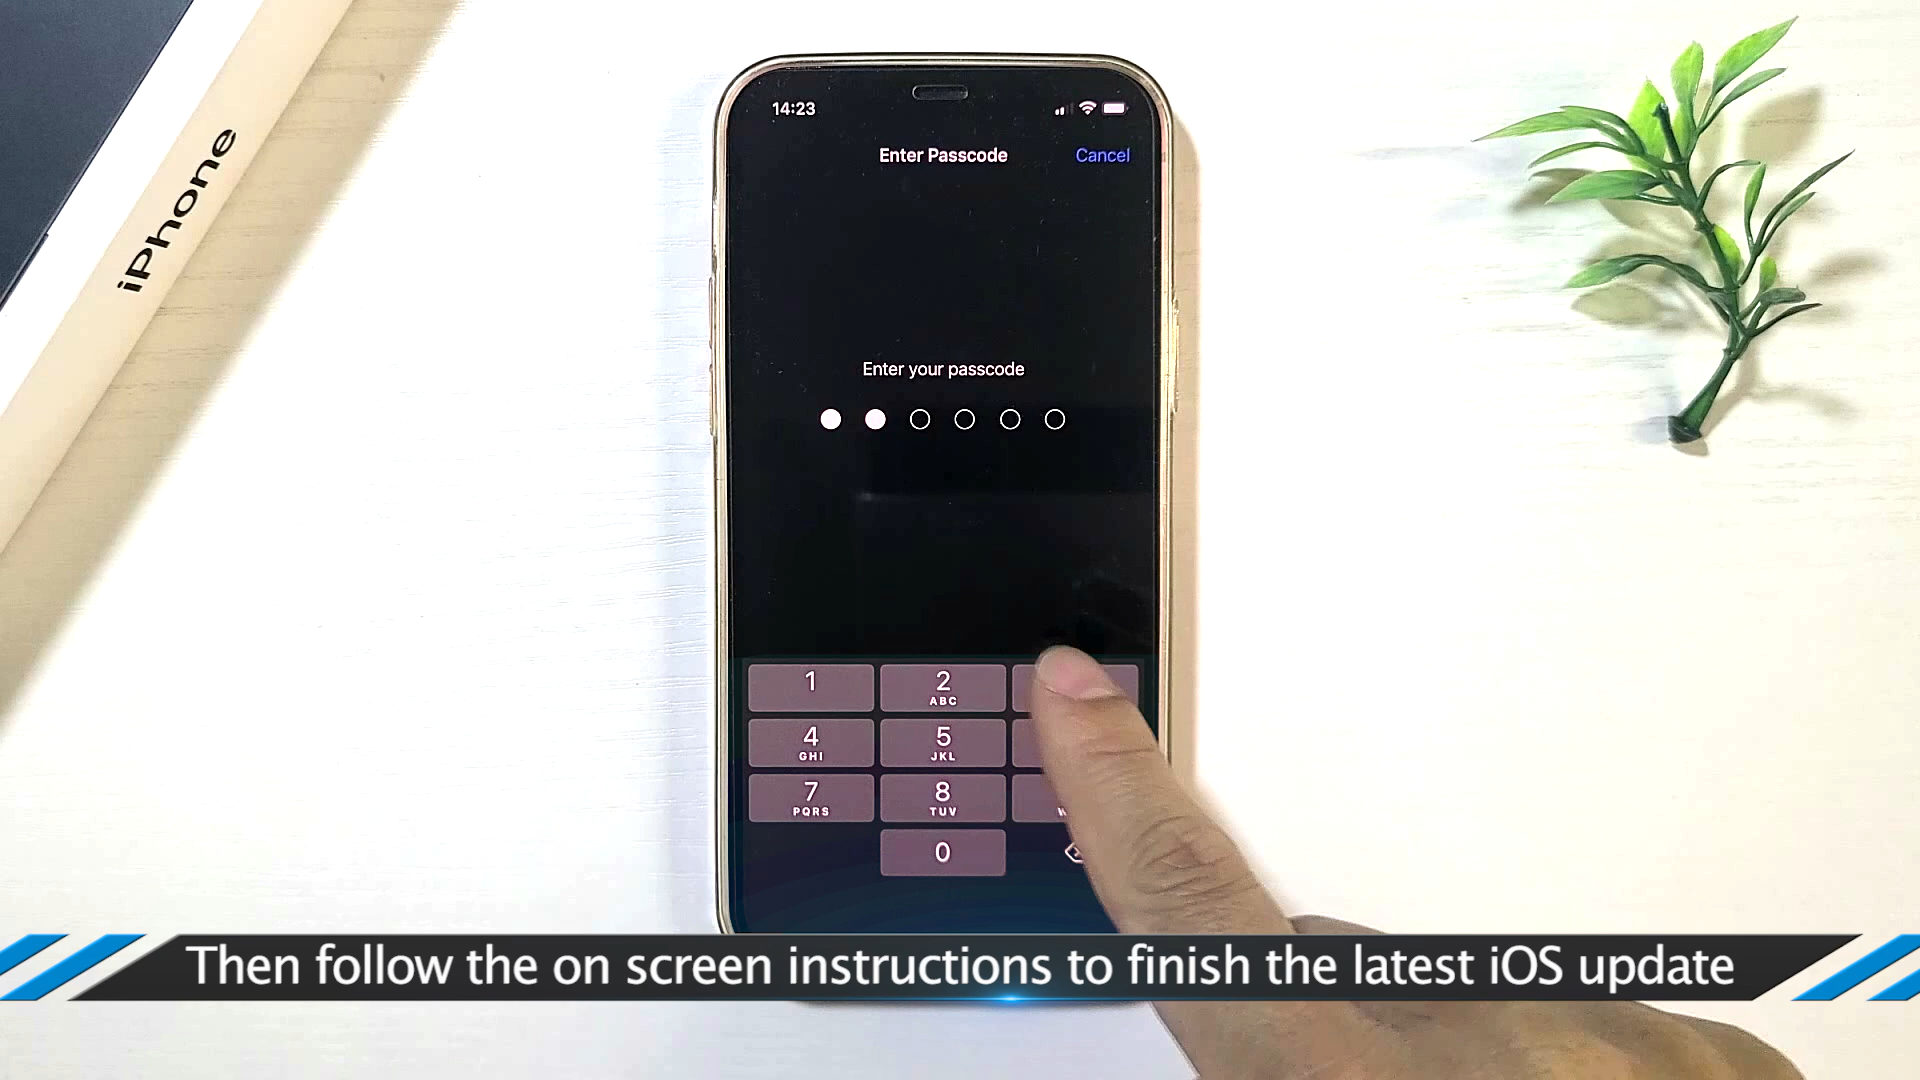 iPhone
14:23
Enter Passcode
Cancel
Enter your passcode
1
2
ABC
4
GHI
5
JKL
7
PQRS
8
TUV
0
Then follow the on screen instructions to finish the latest iOS update